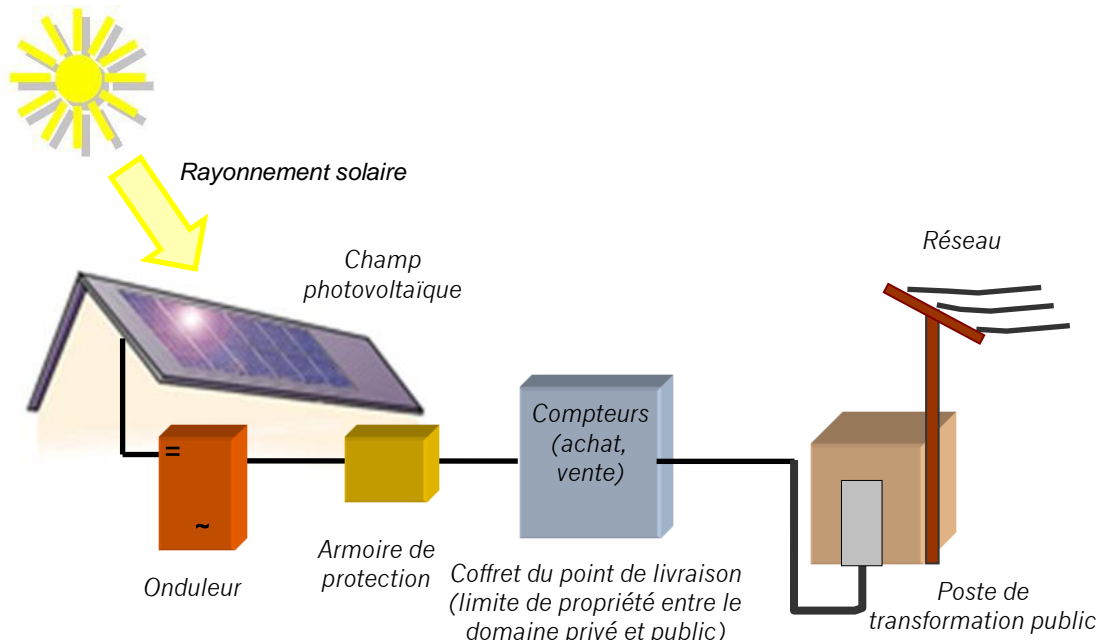 Rayonnement solaire
Champ
photovoltaïque
Réseau
Compteurs
(achat,
vente)
=
~
Onduleur
Armoire de
protection
Coffret du point de livraison
(limite de propriété entre le
domaine privé et public)
Poste de
transformation public